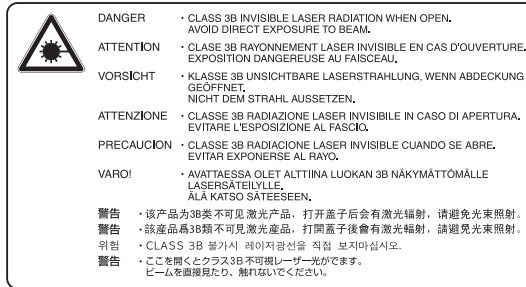 DANGER ・CLASS 3B INVISIBLE LASER RADIATION WHEN OPEN.
AVOID DIRECT EXPOSURE TO BEAM.
ATTENTION ・CLASE 3B RAYONNEMENT LASER INVISIBLE EN CAS D'OUVERTURE.
EXPOSITION DANGEREUSE AU FAISCEAU.
VORSICHT ・KLASSE 3B UNSICHTBARE LASERSTRAHLUNG, WENN ABDECKUNG
GEÖFFNET.
NICHT DEM STRAHL AUSSETZEN.
ATTENZIONE ・CLASSE 3B RADIAZIONE LASER INVISIBILE IN CASO DI APERTURA.
EVITARE L'ESPOSIZIONE AL FASCIO.
PRECAUCION ・CLASSE 3B RADIACIONE LASER INVISIBLE CUANDO SE ABRE.
EVITAR EXPONERSE AL RAYO.
VARO! ・AVATTAESSA OLET ALTTIINA LUOKAN 3B NÄKYMÄTTÖMÄLLE
LASERSÄTEILYLLE.
ÄLÄ KATSO SÄTEESEEN.
警告 ・该产品为3B类不可见激光产品，打开盖子后会有激光辐射，请避免光束照射。
警告 ・該産品爲3B類不可見激光産品，打開蓋子後會有激光輻射，請避免光束照射。
위험 ・CLASS 3B 불가시 레이저광선을 직접 보지마십시오.
警告 ・ここを開くとクラス3B不可視レーザー光がでます。
ビームを直接見たり、触れないでください。